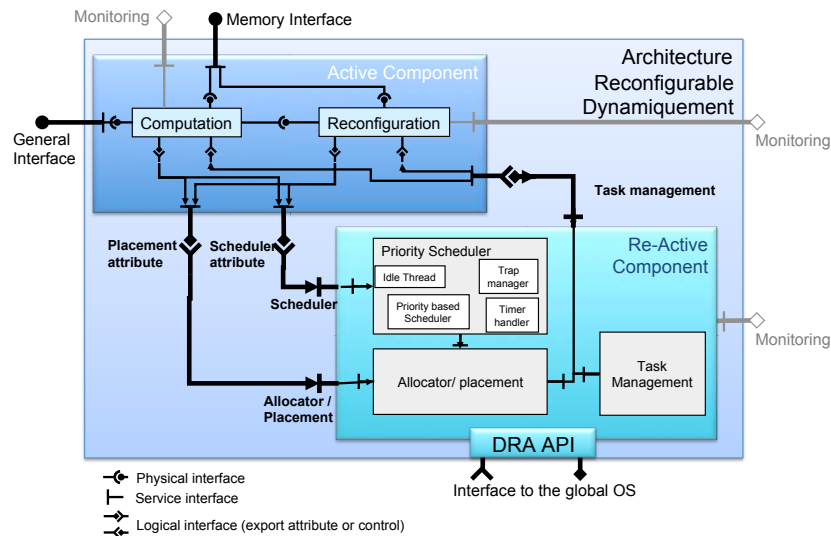 Monitoring
Memory Interface
Active Component
Architecture
Reconfigurable
Dynamiquement
Computation
Reconfiguration
General
Interface
Monitoring
Task management
Placement
attribute
Scheduler
attribute
Priority Scheduler
Idle Thread
Trap
manager
Priority based
Scheduler
Timer
handler
Re-Active
Component
Scheduler
Monitoring
Allocator/ placement
Task
Management
Allocator /
Placement
DRA API
Interface to the global OS
Physical interface
Service interface
Logical interface (export attribute or control)